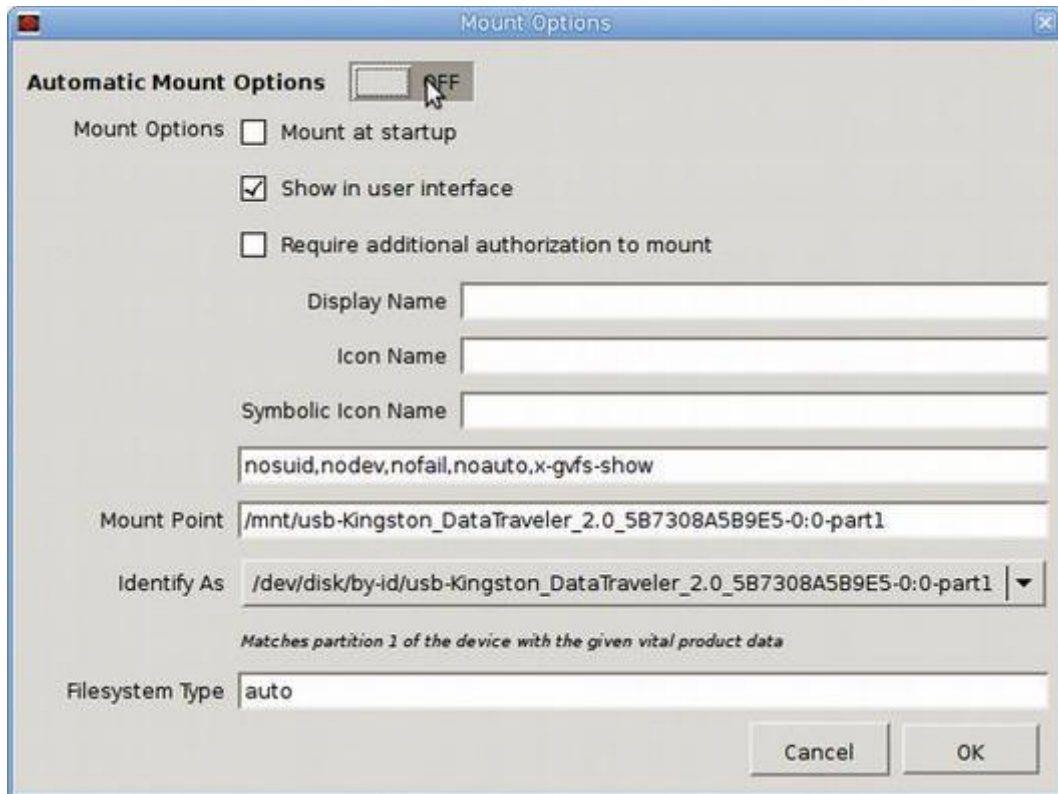 Mount Options
Automatic Mount Options OFF
Mount Options Mount at startup
Show in user interface
Require additional authorization to mount
Display Name
Icon Name
Symbolic Icon Name
nosuid,nodev,nofail,noauto,x-gvfs-show
Mount Point /mnt/usb-Kingston_DataTraveler_2.0_5B7308A5B9E5-0:0-part1
Identify As /dev/disk/by-id/usb-Kingston_DataTraveler_2.0_5B7308A5B9E5-0:0-part1
Matches partition 1 of the device with the given vital product data
Filesystem Type auto
Cancel OK